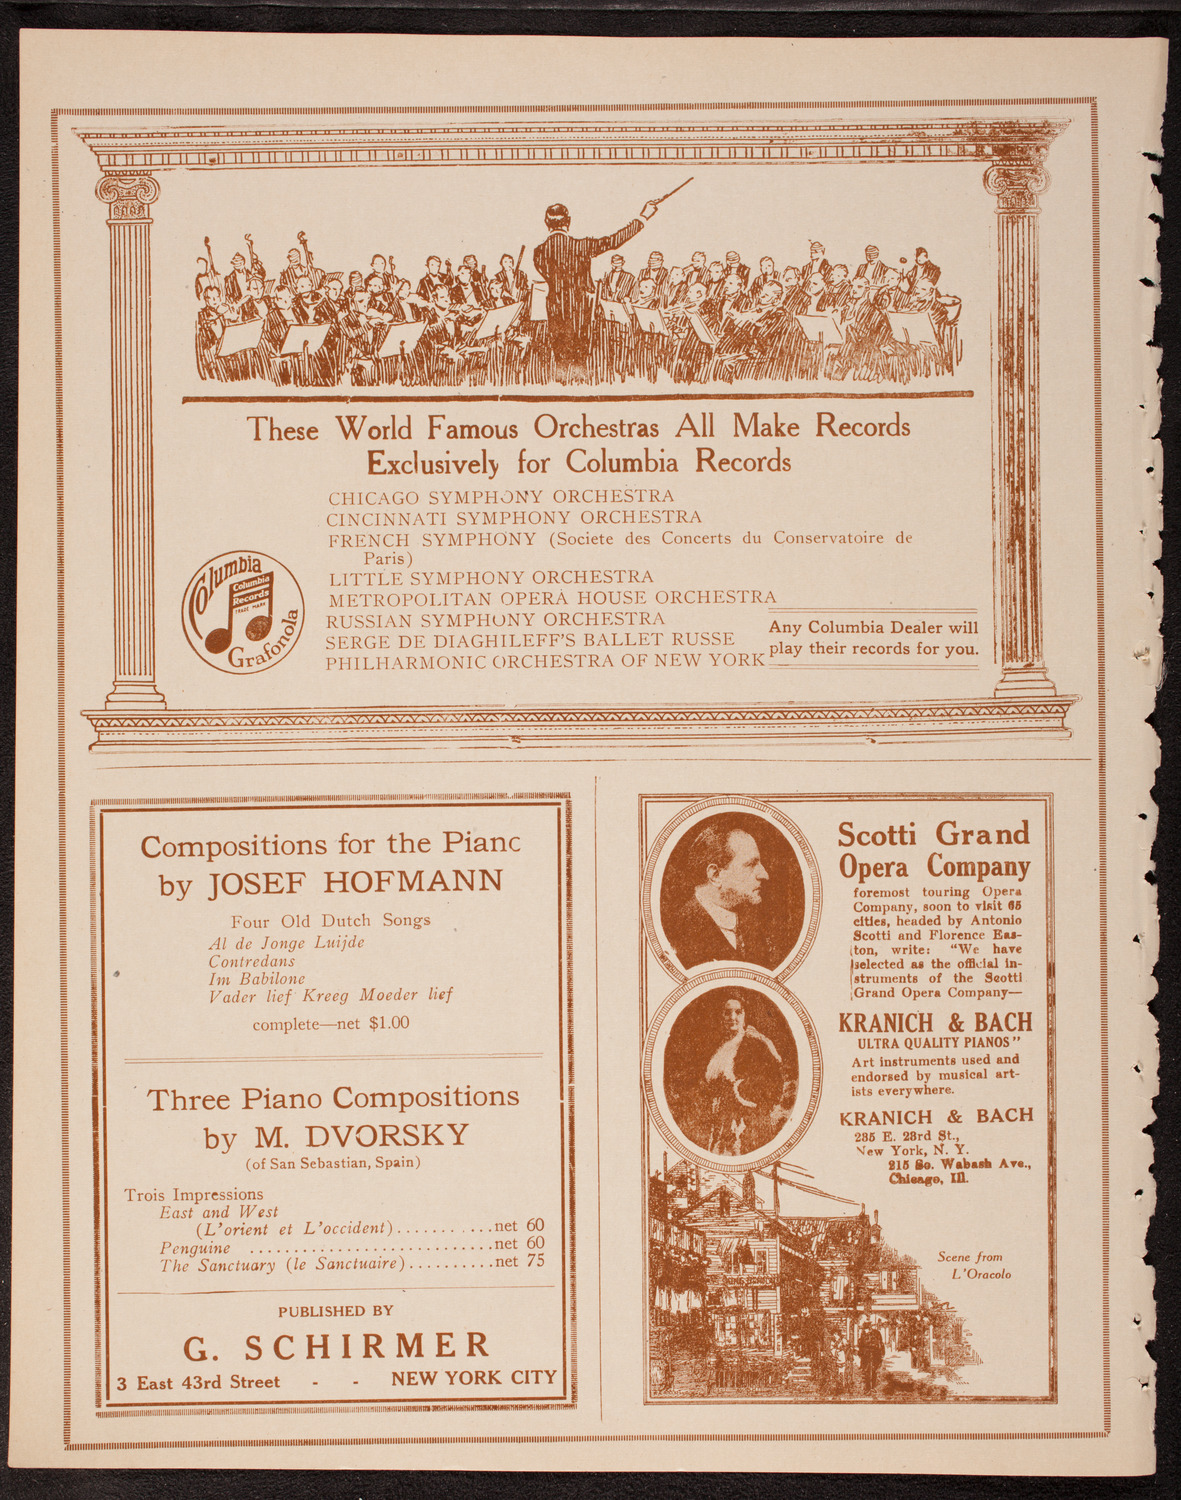 These World Famous Orchestras All Make Records
Exclusively for Columbia Records
CHICAGO SYMPHONY ORCHESTRA
CINCINNATI SYMPHONY ORCHESTRA
FRENCH SYMPHONY (Societe des Concerts du Conservatoire de
Paris)
LITTLE SYMPHONY ORCHESTRA
METROPOLITAN OPERA HOUSE ORCHESTRA
RUSSIAN SYMPHONY ORCHESTRA
SERGE DE DIAGHILEFF'S BALLET RUSSE
PHILHARMONIC ORCHESTRA OF NEW YORK
Columbia
Columbia
Records
TRADE MARK
Grafonola
Any Columbia Dealer will
play their records for you.
Compositions for the Piano
by JOSEF HOFMANN
Four Old Dutch Songs
Al de Jonge Luijde
Contredans
Im Babilone
Vader lief Kreeg Moeder lief
complete—net $1.00
Three Piano Compositions
by M. DVORSKY
(of San Sebastian, Spain)
Trois Impressions
East and West
(L'orient et L'occident)...........net 60
Penguine ............................net 60
The Sanctuary (le Sanctuaire)..........net 75
PUBLISHED BY
G. SCHIRMER
3 East 43rd Street - - NEW YORK CITY
Scotti Grand
Opera Company
foremost touring Opera
Company, soon to visit 65
cities, headed by Antonio
Scotti and Florence Eas-
ton, write: "We have
selected as the official in-
struments of the Scotti
Grand Opera Company—
KRANICH & BACH
ULTRA QUALITY PIANOS"
Art instruments used and
endorsed by musical art-
ists everywhere.
KRANICH & BACH
235 E. 23rd St.,
New York, N. Y.
215 So. Wabash Ave.,
Chicago, Ill.
Scene from
L'Oracolo